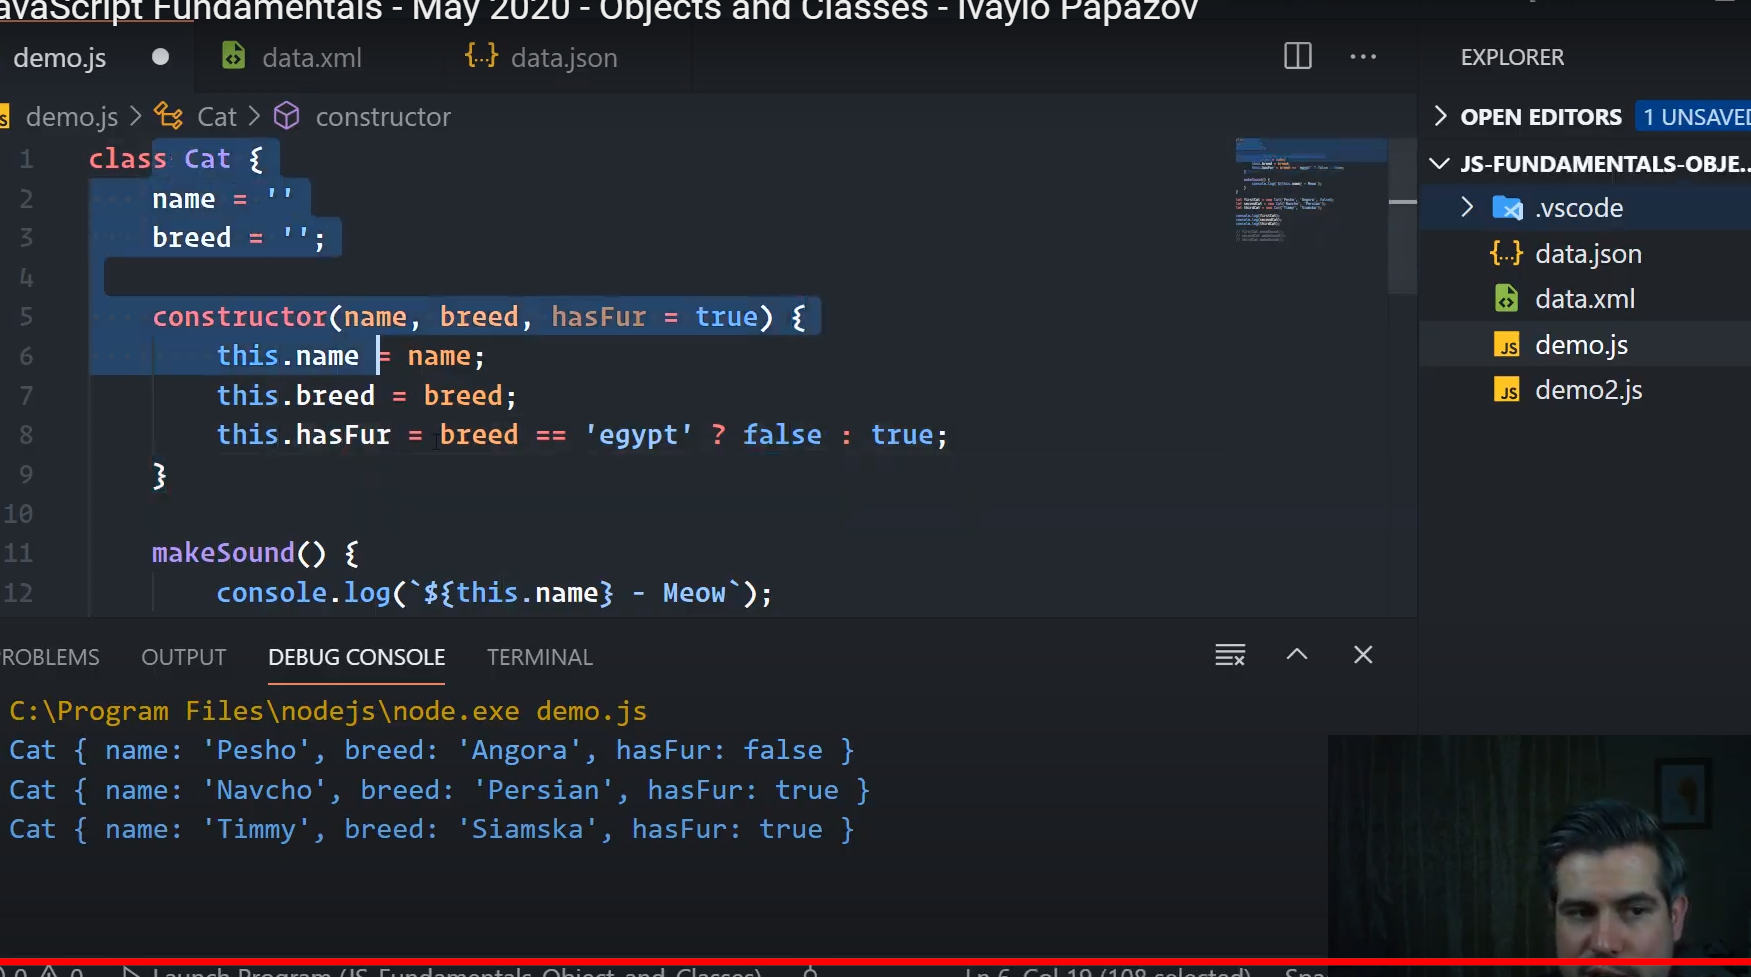 avaScript Fundamentals - May 2020 - Objects and Classes - Ivaylo Papazov
demo.js
data.xml
{..} data.json
EXPLORER
demo.js > Cat > constructor
OPEN EDITORS 1 UNSAVED
JS-FUNDAMENTALS-OBJE...
.vscode
{..} data.json
data.xml
JS demo.js
JS demo2.js
1 class Cat {
2 name = ''
3 breed = '';
4
5 constructor(name, breed, hasFur = true) {
6 this.name = name;
7 this.breed = breed;
8 this.hasFur = breed == 'egypt' ? false : true;
9 }
10
11 makeSound() {
12 console.log(`${this.name} - Meow`);
ROBLEMS OUTPUT DEBUG CONSOLE TERMINAL
C:\Program Files\nodejs\node.exe demo.js
Cat { name: 'Pesho', breed: 'Angora', hasFur: false }
Cat { name: 'Navcho', breed: 'Persian', hasFur: true }
Cat { name: 'Timmy', breed: 'Siamska', hasFur: true }
0 0 Launch Program (JS-Fundamentals-Object-and-Classes) Ln 6, Col 19 (108 selected) Spa